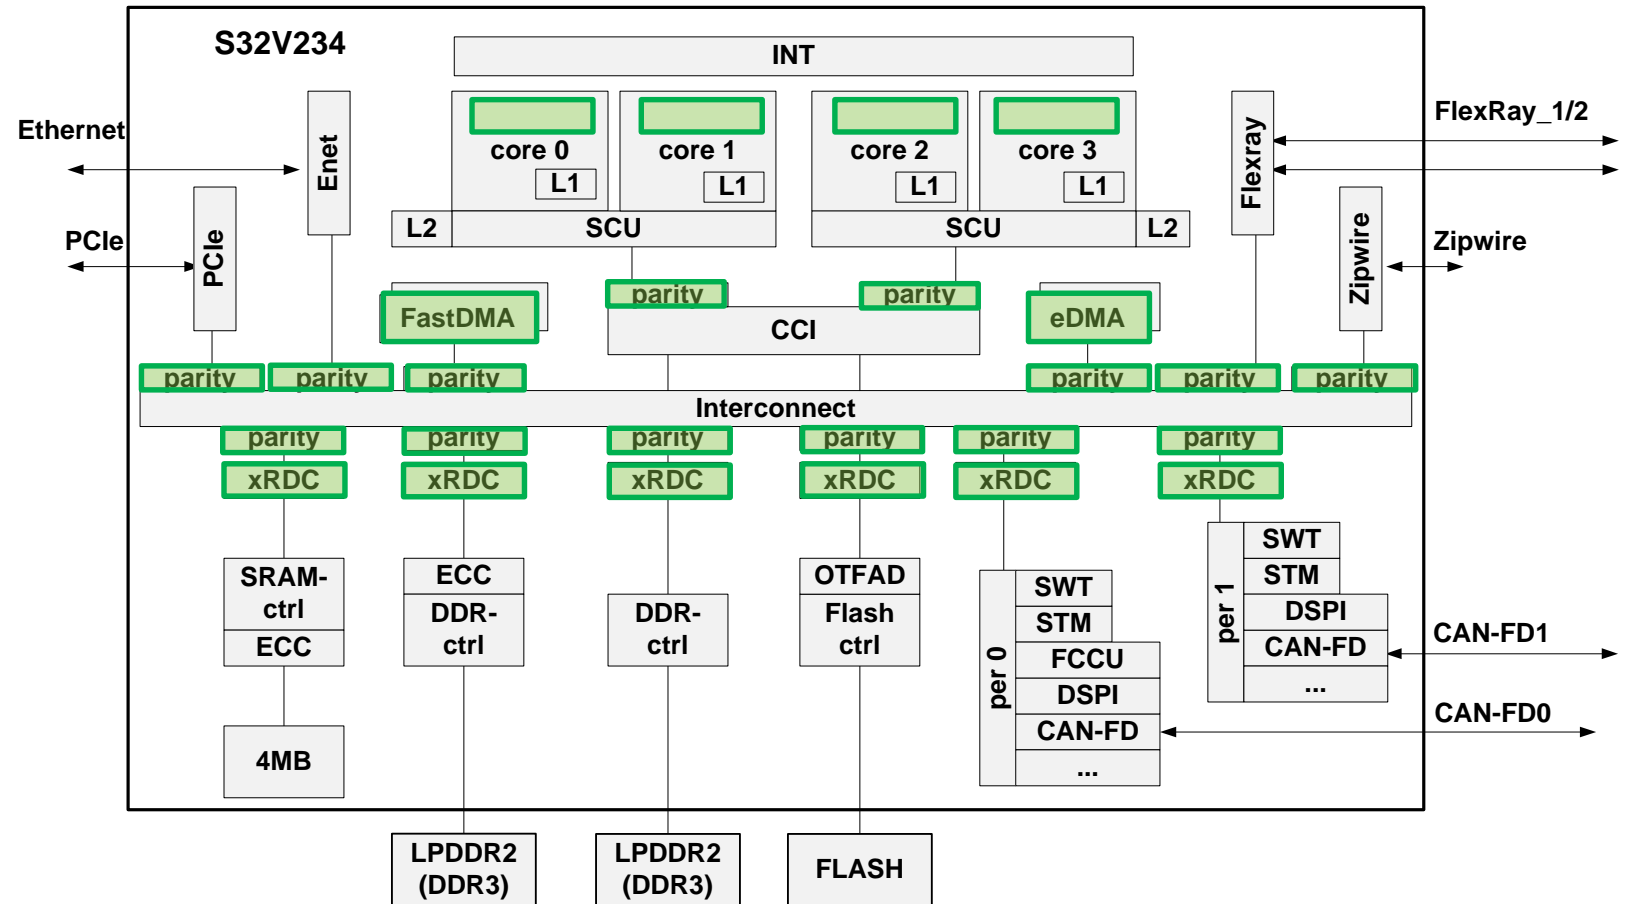 S32V234
INT
Ethernet
Enet
core 0
L1
core 1
L1
core 2
L1
core 3
L1
Flexray
FlexRay_1/2
L2
SCU
SCU
L2
PCIe
PCIe
Zipwire
Zipwire
parity
parity
FastDMA
eDMA
CCI
parity
parity
parity
parity
parity
parity
Interconnect
parity
parity
parity
parity
parity
parity
xRDC
xRDC
xRDC
xRDC
xRDC
xRDC
SRAM-
ctrl
ECC
4MB
ECC
DDR-
ctrl
DDR-
ctrl
OTFAD
Flash
ctrl
per 0
SWT
STM
FCCU
DSPI
CAN-FD
...
per 1
SWT
STM
DSPI
CAN-FD
...
CAN-FD1
CAN-FD0
LPDDR2
(DDR3)
LPDDR2
(DDR3)
FLASH